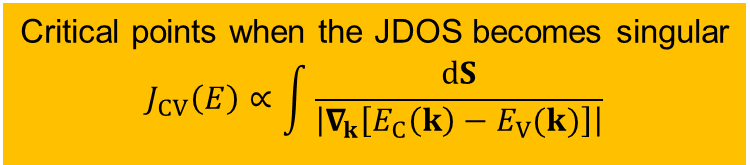 Critical points when the JDOS becomes singular
J_CV(E) ∝ ∫ dS / |∇_k[E_C(k) − E_V(k)]|